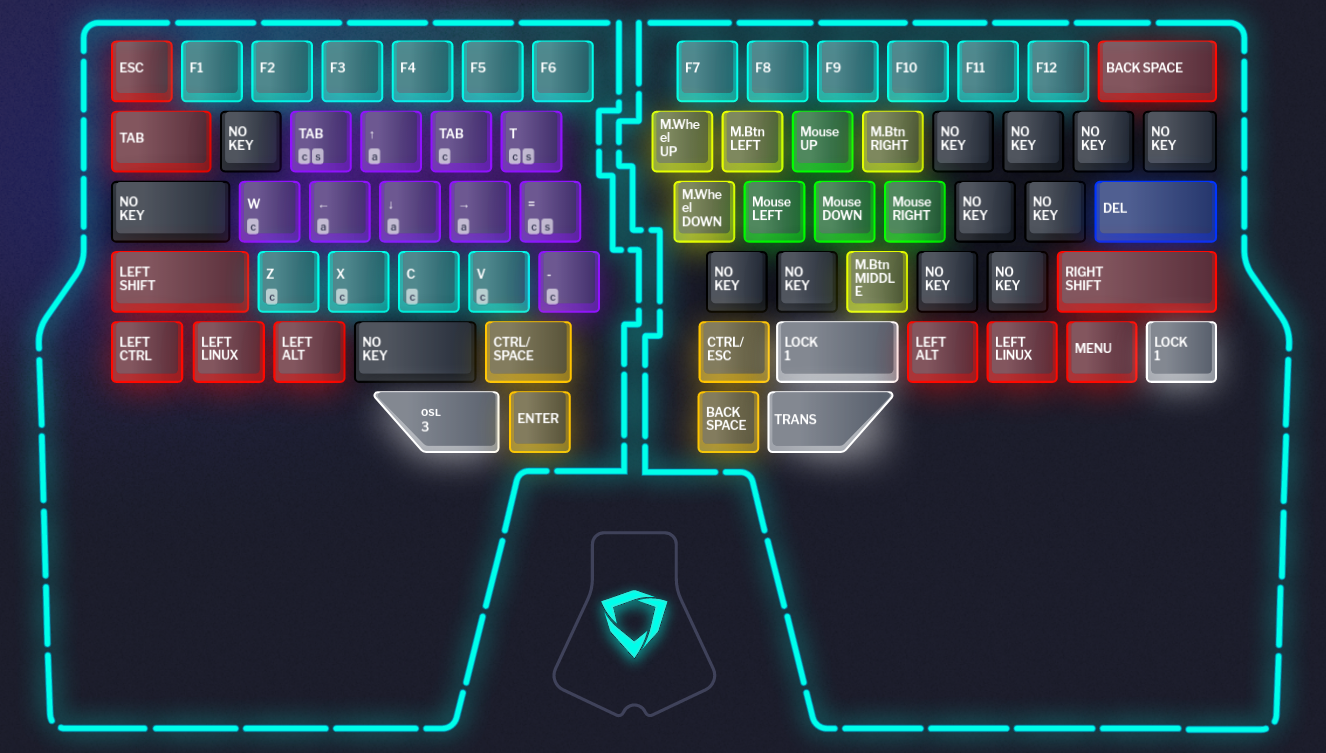 ESC F1 F2 F3 F4 F5 F6 F7 F8 F9 F10 F11 F12 BACK SPACE
TAB
NO
KEY
TAB
c s
↑
a
TAB
c
T
c s
M.Whe
el
UP
M.Btn
LEFT
Mouse
UP
M.Btn
RIGHT
NO
KEY
NO
KEY
NO
KEY
NO
KEY
NO
KEY
W
c
←
a
↓
a
→
a
=
c s
M.Whe
el
DOWN
Mouse
LEFT
Mouse
DOWN
Mouse
RIGHT
NO
KEY
NO
KEY
DEL
LEFT
SHIFT
Z
c
X
c
C
c
V
c
-
c
NO
KEY
NO
KEY
M.Btn
MIDDL
E
NO
KEY
NO
KEY
RIGHT
SHIFT
LEFT
CTRL
LEFT
LINUX
LEFT
ALT
NO
KEY
CTRL/
SPACE
CTRL/
ESC
LOCK
1
LEFT
ALT
LEFT
LINUX
MENU
LOCK
1
OSL
3
ENTER
BACK
SPACE
TRANS